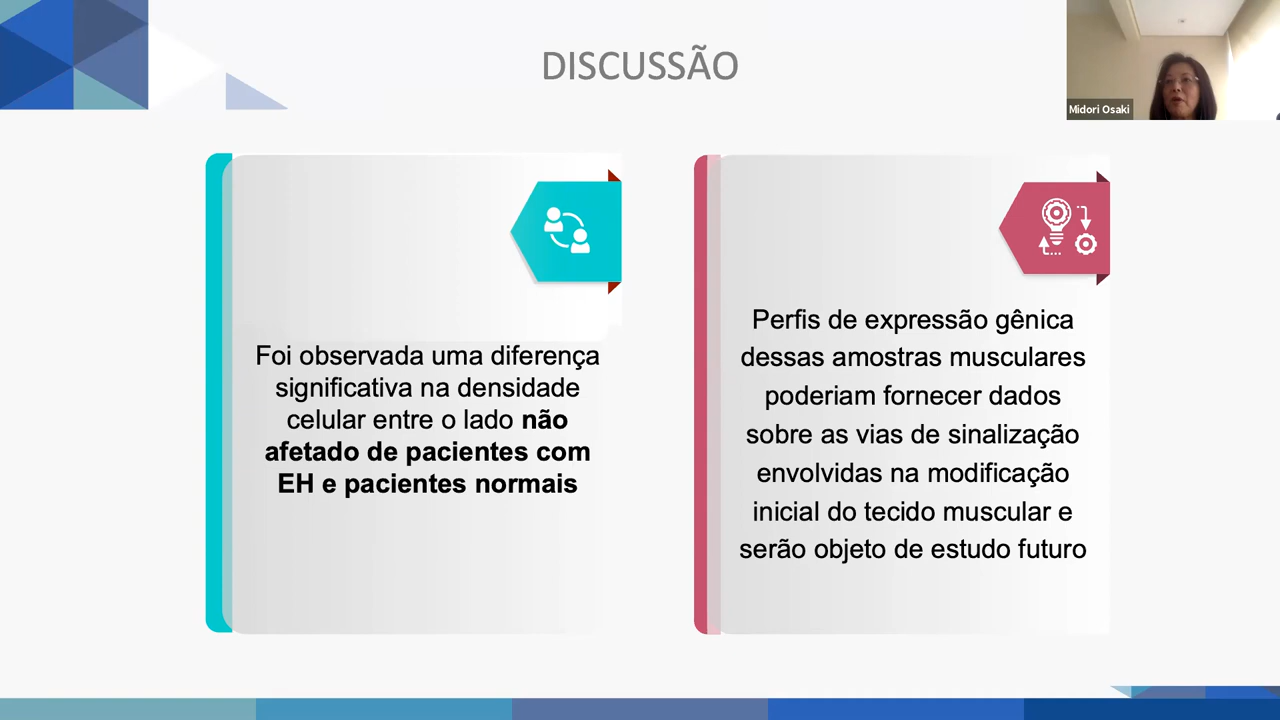 DISCUSSÃO
Midori Osaki
Foi observada uma diferença
significativa na densidade
celular entre o lado não
afetado de pacientes com
EH e pacientes normais
Perfis de expressão gênica
dessas amostras musculares
poderiam fornecer dados
sobre as vias de sinalização
envolvidas na modificação
inicial do tecido muscular e
serão objeto de estudo futuro